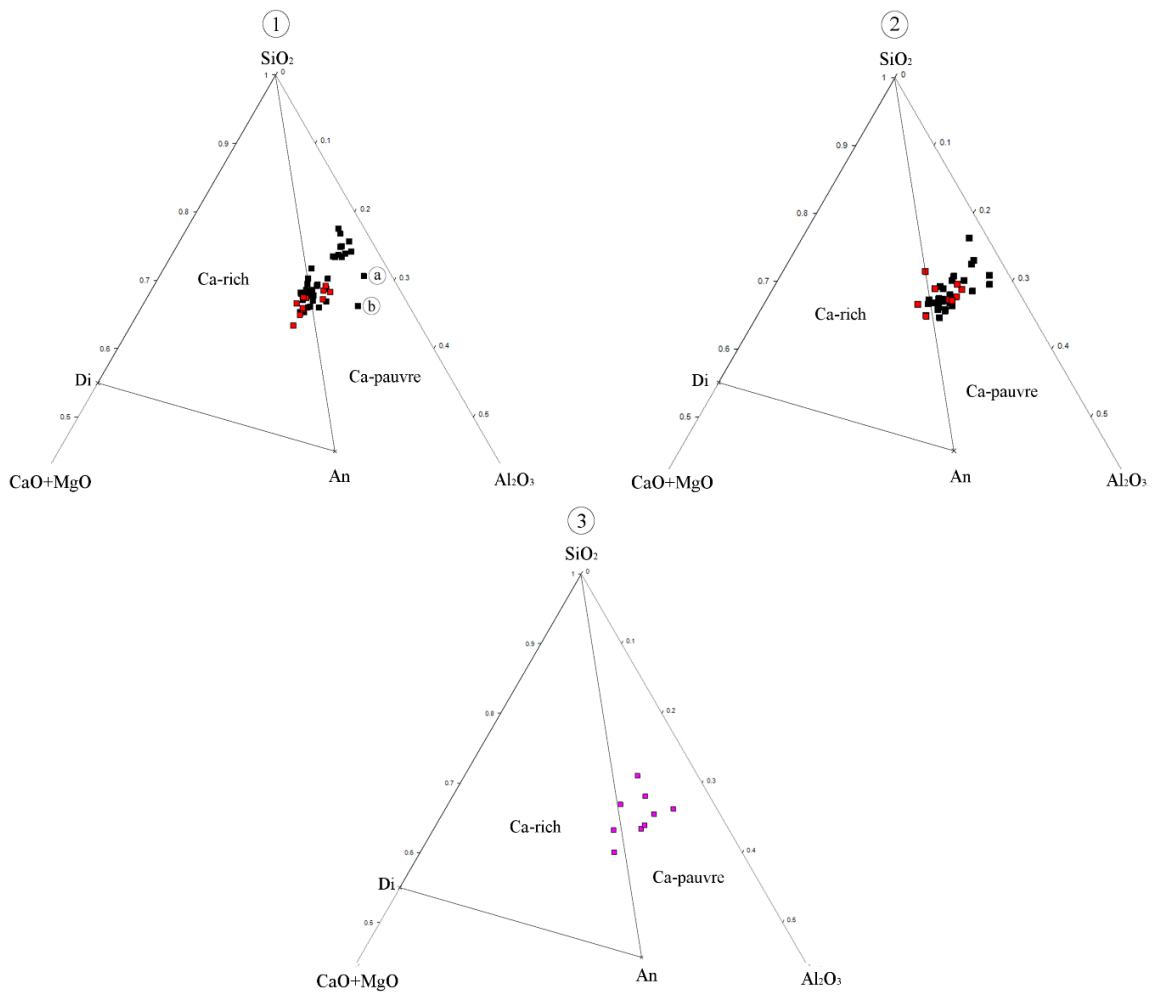 1
SiO₂
1 0
0.9 0.1
0.8 0.2
Ca-rich
a
0.7 0.3
b
0.6 0.4
Ca-pauvre
Di
0.5 0.5
CaO+MgO An Al₂O₃
2
SiO₂
1 0
0.9 0.1
0.8 0.2
0.7 0.3
Ca-rich
0.6 0.4
Di Ca-pauvre
0.5 0.5
CaO+MgO An Al₂O₃
3
SiO₂
1 0
0.9 0.1
0.8 0.2
0.7 0.3
Ca-rich
0.6 0.4
Di Ca-pauvre
0.5 0.5
CaO+MgO An Al₂O₃